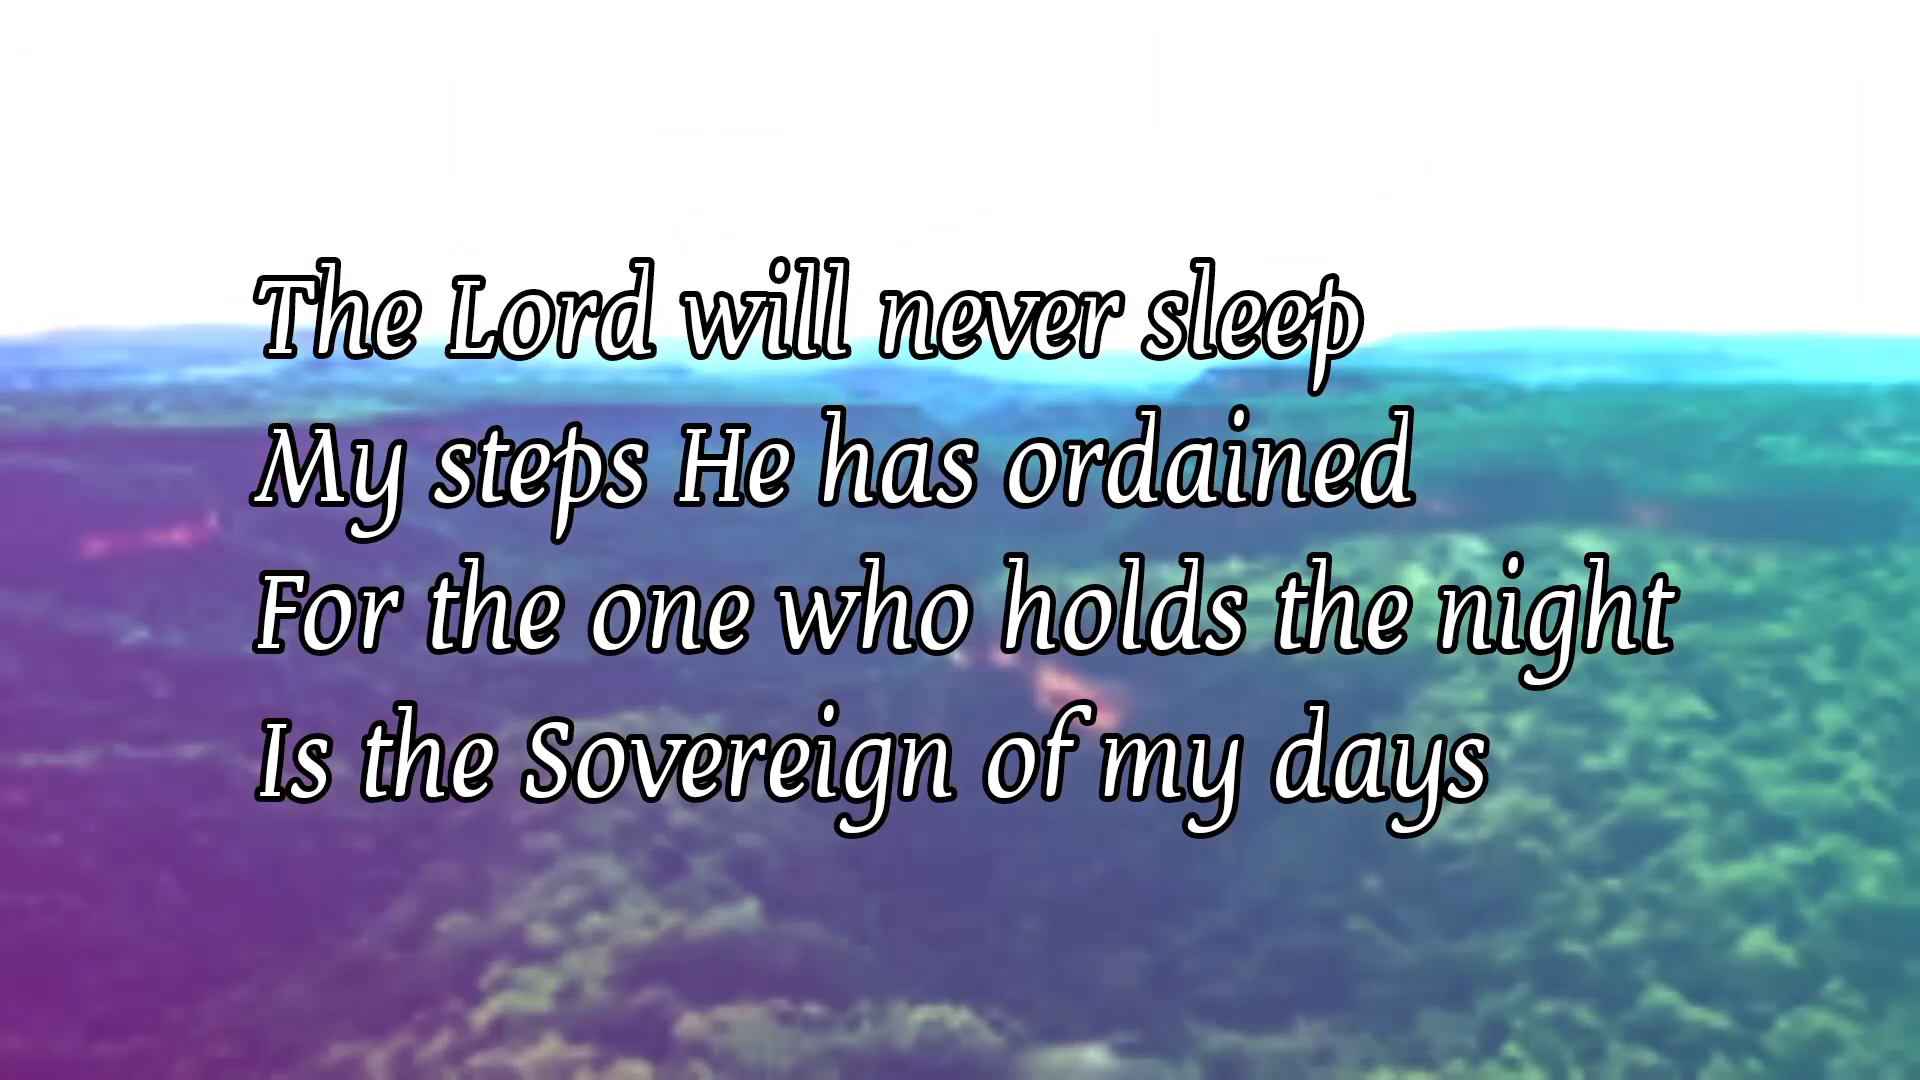 The Lord will never sleep
My steps He has ordained
For the one who holds the night
Is the Sovereign of my days